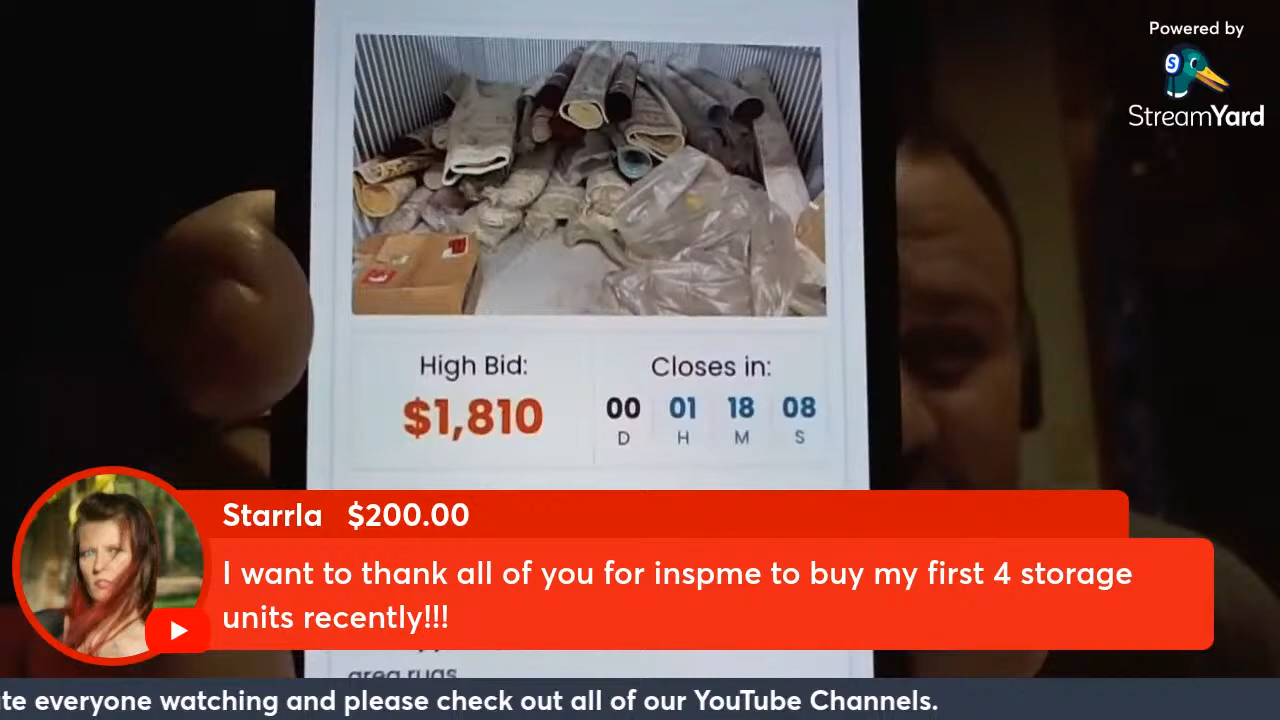 Powered by
StreamYard
High Bid:
$1,810
Closes in:
00 01 18 08
D H M S
Starrla $200.00
I want to thank all of you for inspme to buy my first 4 storage
units recently!!!
area rugs
te everyone watching and please check out all of our YouTube Channels.